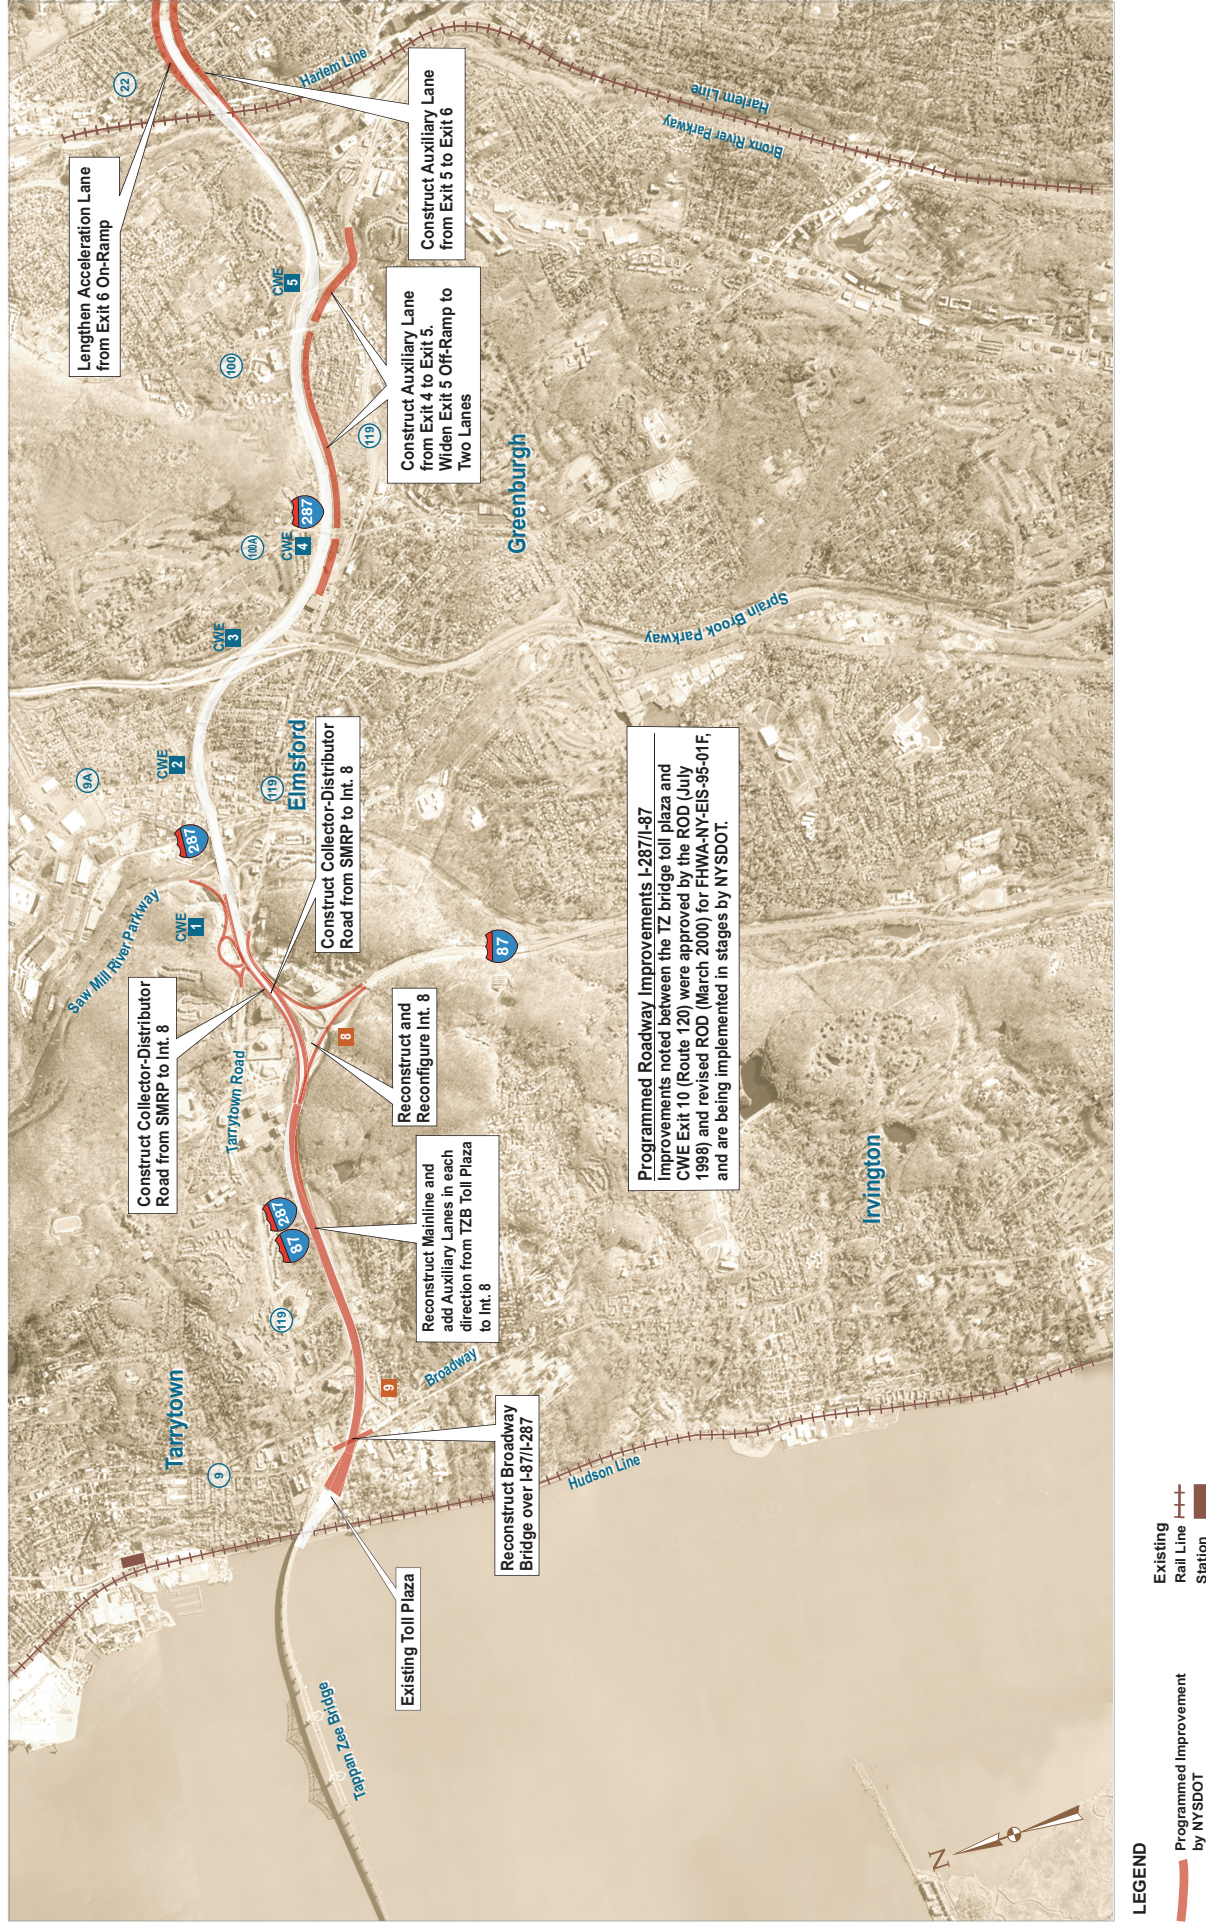 Tappan Zee Bridge
Existing Toll Plaza
Hudson Line
Reconstruct Broadway
Bridge over I-87/I-287
9
Tarrytown
Broadway
9
119
Reconstruct Mainline and
add Auxiliary Lanes in each
direction from TZB Toll Plaza
to Int. 8
87
287
Irvington
Tarrytown Road
Construct Collector-Distributor
Road from SMRP to Int. 8
Reconstruct and
Reconfigure Int. 8
8
Saw Mill River Parkway
CWE
1
87
287
Construct Collector-Distributor
Road from SMRP to Int. 8
9A
CWE
2
119
Elmsford
Programmed Roadway Improvements I-287/I-87
Improvements noted between the TZ bridge toll plaza and
CWE Exit 10 (Route 120) were approved by the ROD (July
1998) and revised ROD (March 2000) for FHWA-NY-EIS-95-01F,
and are being implemented in stages by NYSDOT.
CWE
3
Sprain Brook Parkway
100A
CWE
4
287
Greenburgh
119
Construct Auxiliary Lane
from Exit 4 to Exit 5.
Widen Exit 5 Off-Ramp to
Two Lanes
100
CWE
5
Lengthen Acceleration Lane
from Exit 6 On-Ramp
Construct Auxiliary Lane
from Exit 5 to Exit 6
22
Harlem Line
Harlem Line
Bronx River Parkway
N
LEGEND
Programmed Improvement
by NYSDOT
Existing
Rail Line
Station